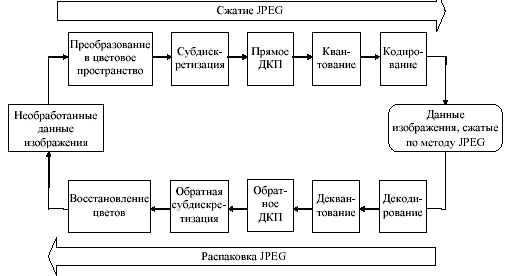 Сжатие JPEG
Преобразование
в цветовое
пространство
Субдиск-
ретизация
Прямое
ДКП
Кван-
тование
Кодиро-
вание
Необработанные
данные
изображения
Данные
изображения, сжатые
по методу JPEG
Восстановление
цветов
Обратная
субдискре-
тизация
Обрат-
ное
ДКП
Декван-
тование
Декоди-
рование
Распаковка JPEG